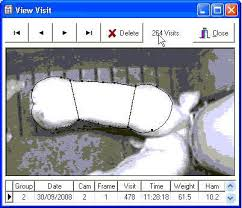 View Visit
Delete 264 Visits Close
Group Date Cam Frame Visit Time Weight Ham
2 30/09/2008 2 1 478 11:28:18 61.5 10.2